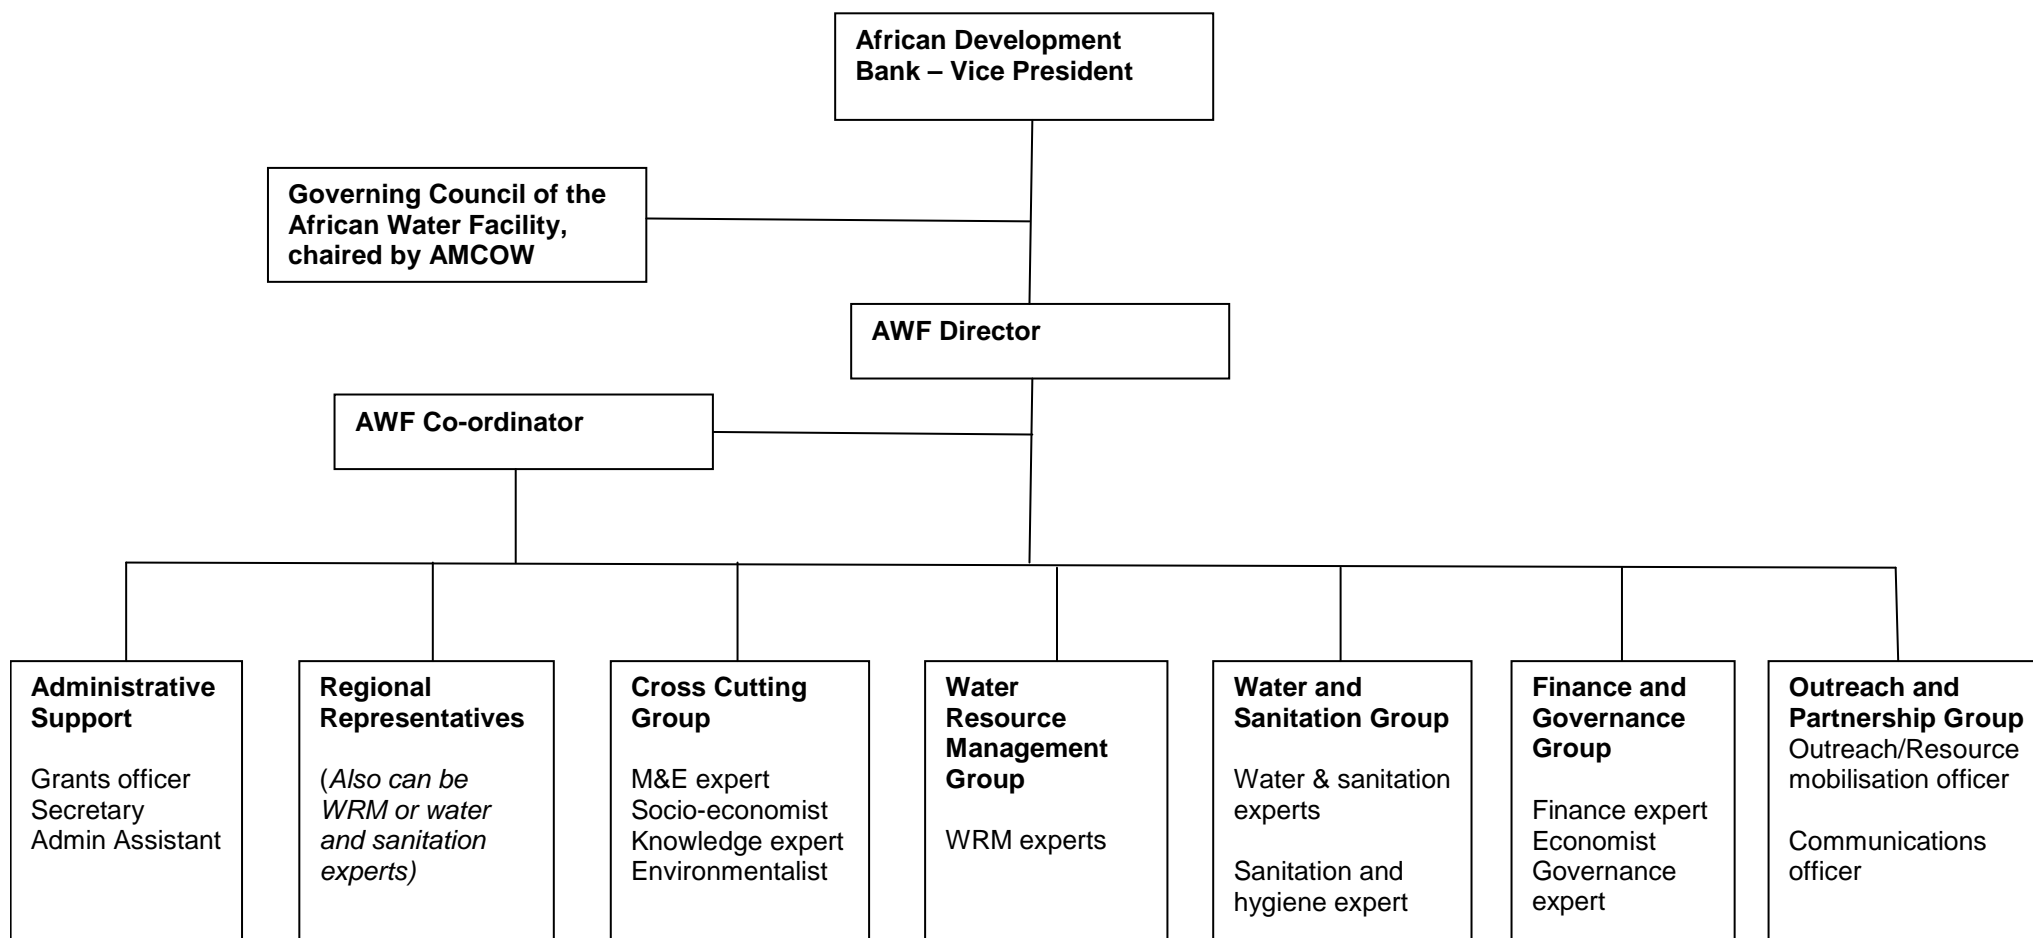 African Development
Bank – Vice President
Governing Council of the
African Water Facility,
chaired by AMCOW
AWF Director
AWF Co-ordinator
Administrative
Support
Grants officer
Secretary
Admin Assistant
Regional
Representatives
(Also can be
WRM or water
and sanitation
experts)
Cross Cutting
Group
M&E expert
Socio-economist
Knowledge expert
Environmentalist
Water
Resource
Management
Group
WRM experts
Water and
Sanitation Group
Water & sanitation
experts
Sanitation and
hygiene expert
Finance and
Governance
Group
Finance expert
Economist
Governance
expert
Outreach and
Partnership Group
Outreach/Resource
mobilisation officer
Communications
officer